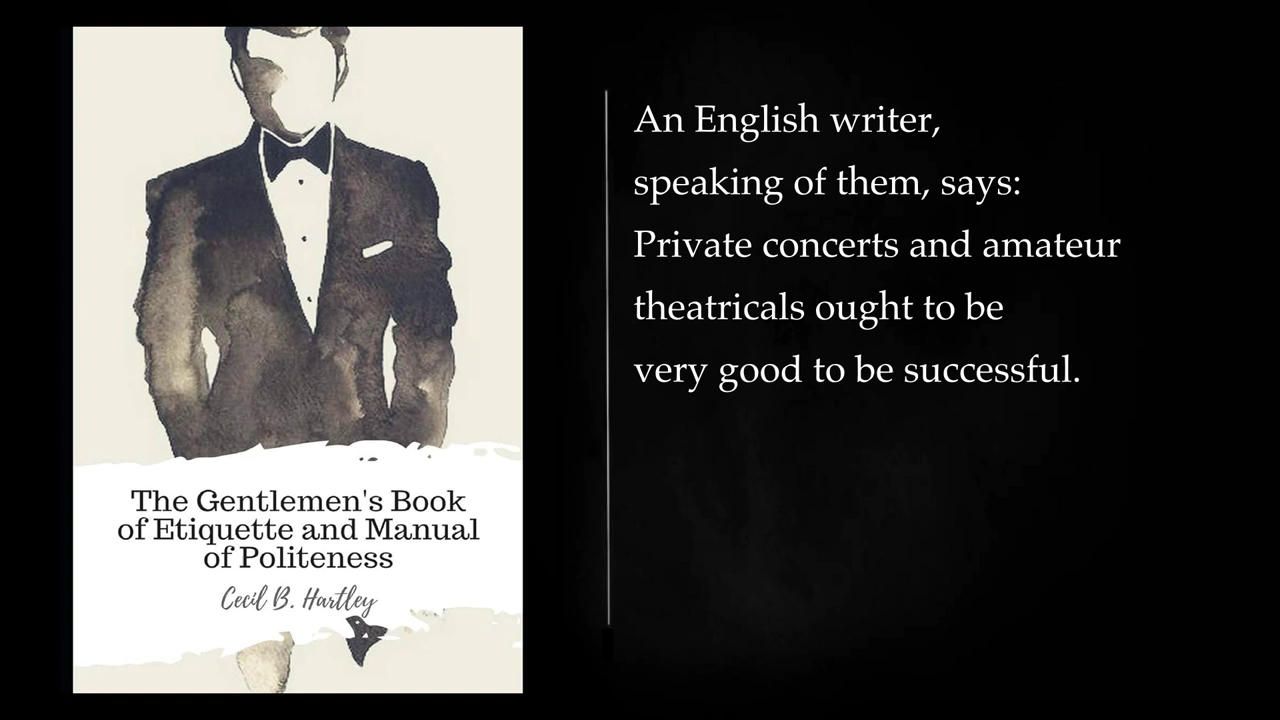 The Gentlemen's Book
of Etiquette and Manual
of Politeness
Cecil B. Hartley
An English writer,
speaking of them, says:
Private concerts and amateur
theatricals ought to be
very good to be successful.